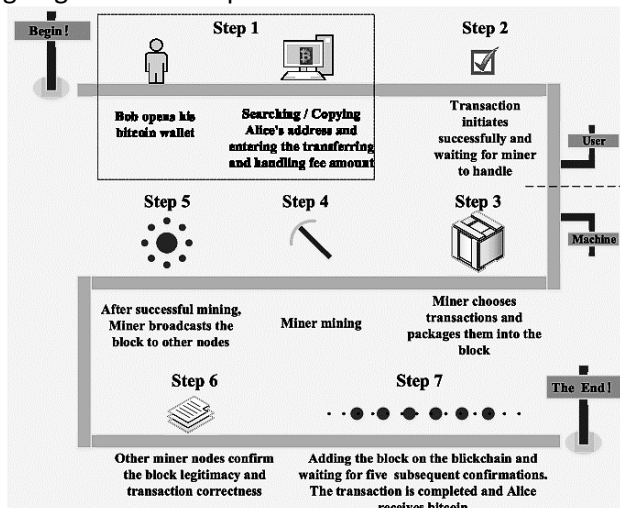 Begin!
Step 1
Step 2
Bob opens his
bitcoin wallet
Searching / Copying
Alice's address and
entering the transferring
and handling fee amount
Transaction
initiates
successfully and
waiting for miner
to handle
User
Machine
Step 5
Step 4
Step 3
After successful mining,
Miner broadcasts the
block to other nodes
Miner mining
Miner chooses
transactions and
packages them into the
block
Step 6
Step 7
The End!
Other miner nodes confirm
the block legitimacy and
transaction correctness
Adding the block on the blickchain and
waiting for five subsequent confirmations.
The transaction is completed and Alice
receives bitcoin